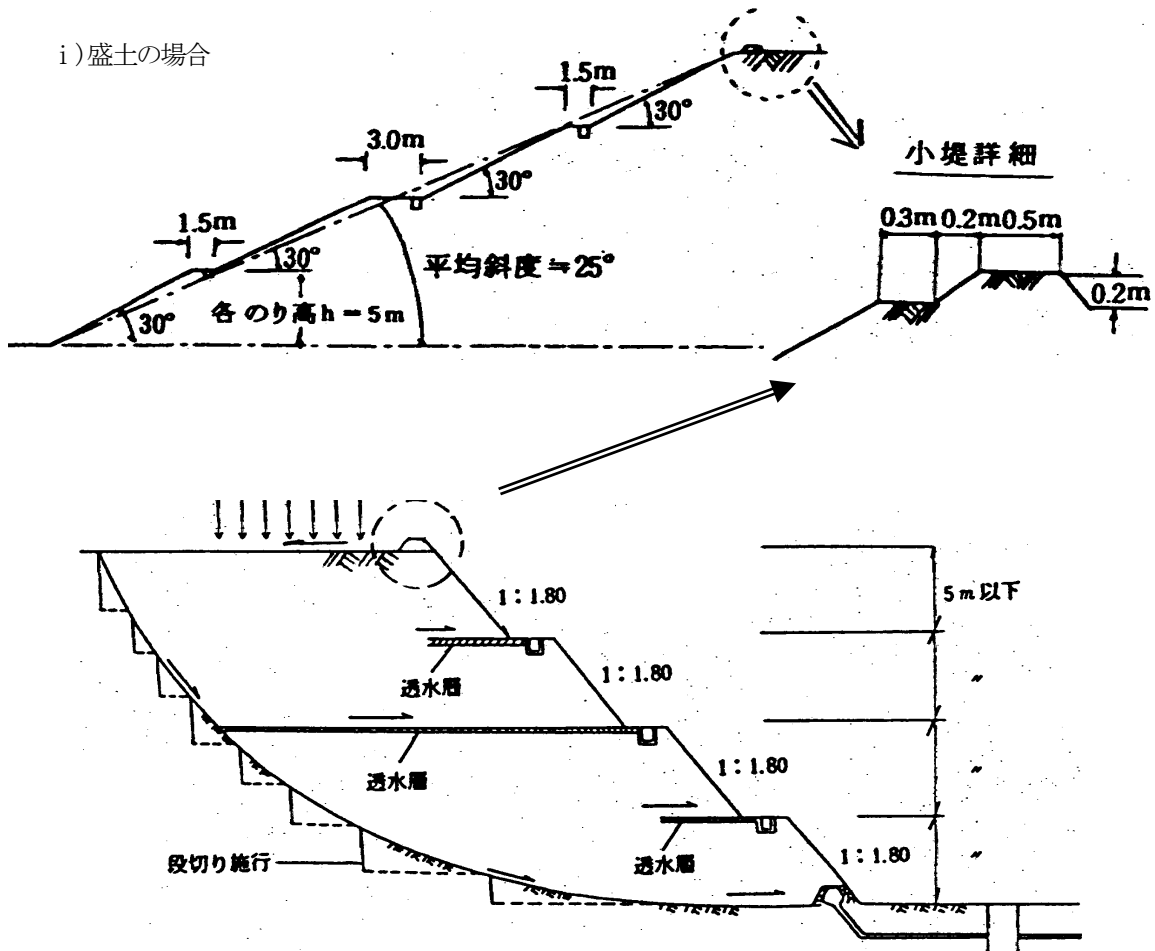 i)盛土の場合
1.5m
30°
3.0m
30°
1.5m
30°
30°
平均斜度≒25°
各のり高h=5m
小堤詳細
0.3m 0.2m 0.5m
0.2m
1:1.80
5m以下
透水層
1:1.80
〃
透水層
1:1.80
〃
透水層
1:1.80
〃
段切り施行